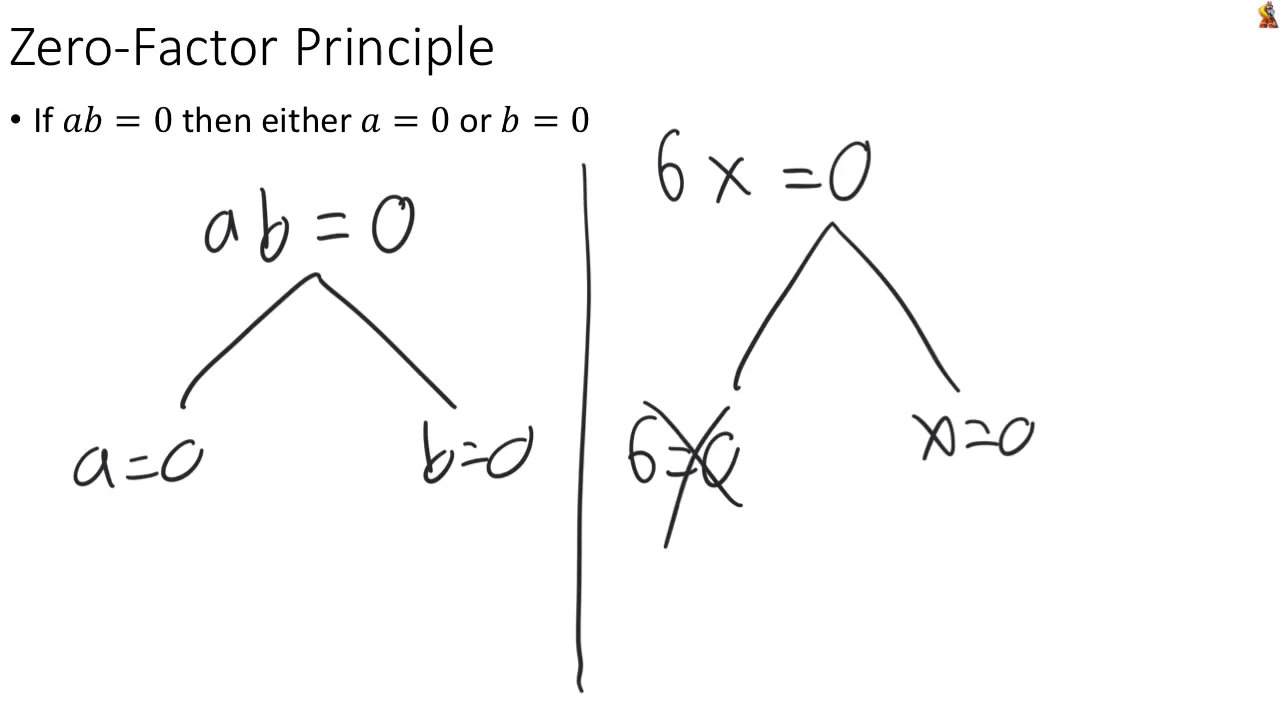 Zero-Factor Principle
• If ab = 0 then either a = 0 or b = 0
ab = 0
a=0
b=0
6x=0
6=0
x=0